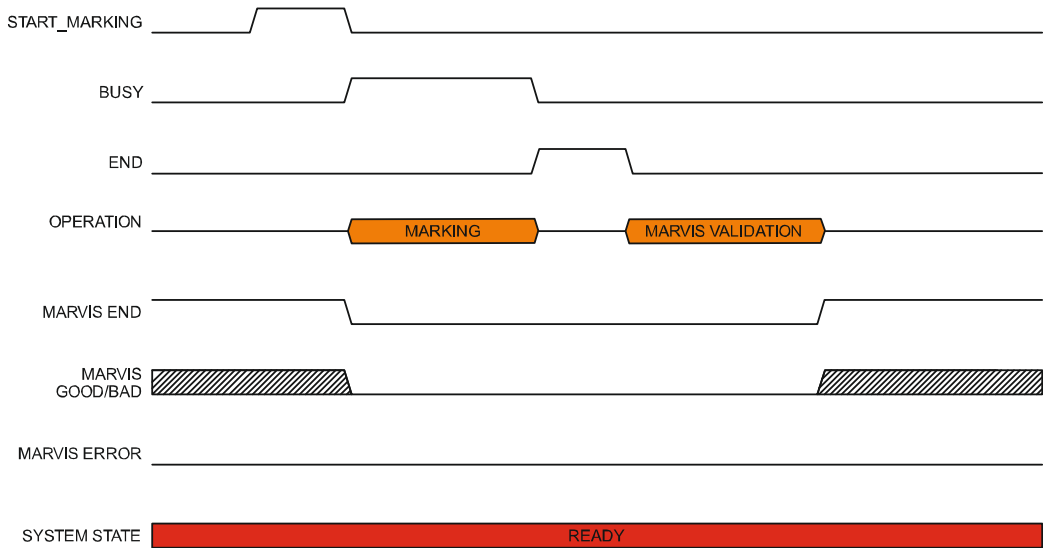 START_MARKING
BUSY
END
OPERATION
MARKING
MARVIS VALIDATION
MARVIS END
MARVIS
GOOD/BAD
MARVIS ERROR
SYSTEM STATE
READY